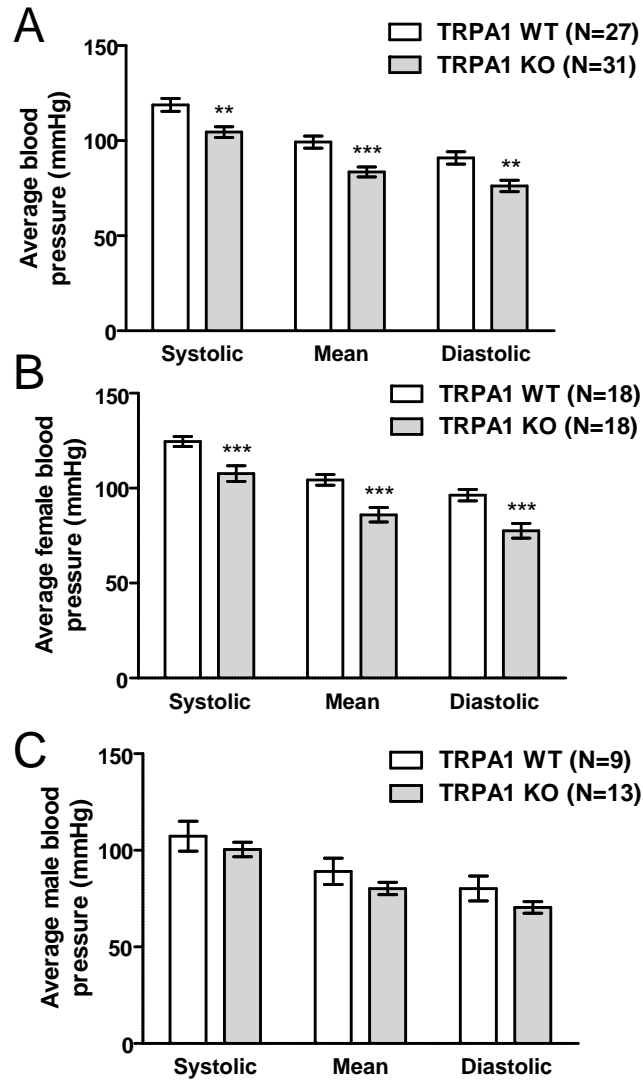 A
TRPA1 WT (N=27)
TRPA1 KO (N=31)
Average blood
pressure (mmHg)
150
100
50
0
** *** **
Systolic Mean Diastolic
B
TRPA1 WT (N=18)
TRPA1 KO (N=18)
Average female blood
pressure (mmHg)
150
100
50
0
*** *** ***
Systolic Mean Diastolic
C
TRPA1 WT (N=9)
TRPA1 KO (N=13)
Average male blood
pressure (mmHg)
150
100
50
0
Systolic Mean Diastolic